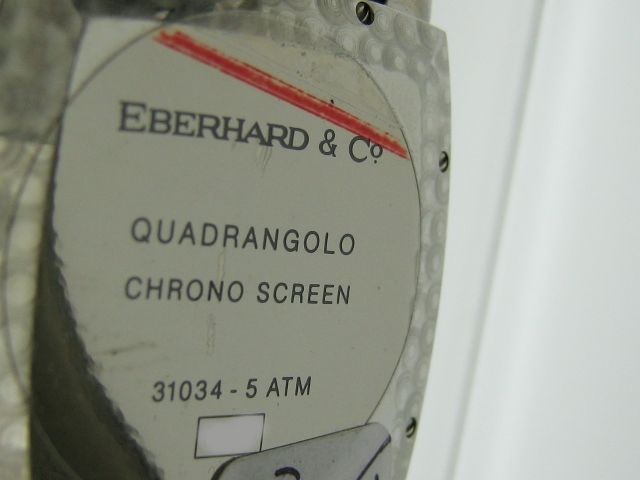 EBERHARD & Cº
QUADRANGOLO
CHRONO SCREEN
31034 - 5 ATM